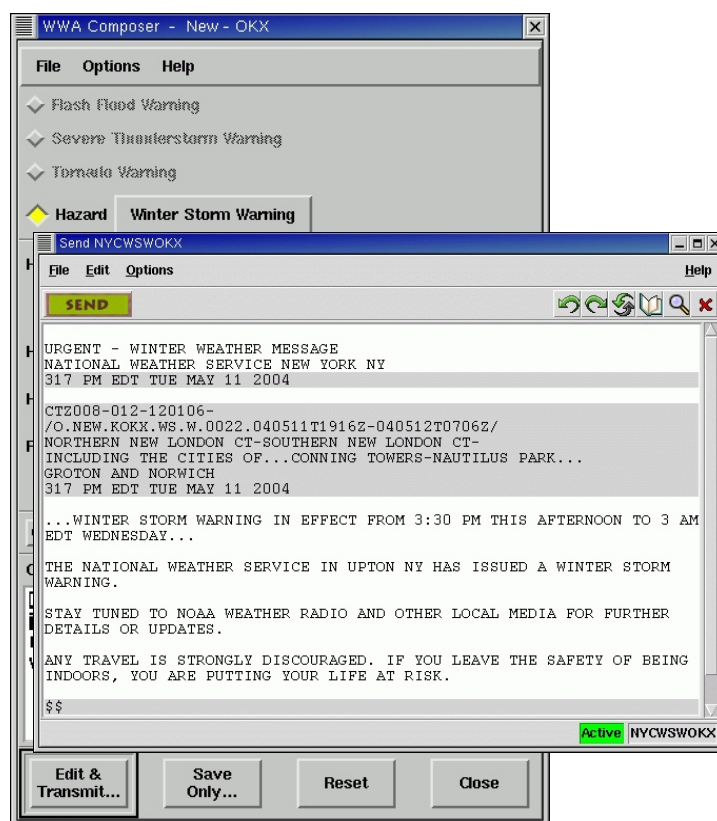 WWA Composer - New - OKX
File Options Help
Flash Flood Warning
Severe Thunderstorm Warning
Tornado Warning
Hazard Winter Storm Warning
Send NYCWSWOKX
File Edit Options Help
SEND
URGENT - WINTER WEATHER MESSAGE
NATIONAL WEATHER SERVICE NEW YORK NY
317 PM EDT TUE MAY 11 2004
CTZ008-012-120106-
/O.NEW.KOKX.WS.W.0022.040511T1916Z-040512T0706Z/
NORTHERN NEW LONDON CT-SOUTHERN NEW LONDON CT-
INCLUDING THE CITIES OF...CONNING TOWERS-NAUTILUS PARK...
GROTON AND NORWICH
317 PM EDT TUE MAY 11 2004
...WINTER STORM WARNING IN EFFECT FROM 3:30 PM THIS AFTERNOON TO 3 AM
EDT WEDNESDAY...
THE NATIONAL WEATHER SERVICE IN UPTON NY HAS ISSUED A WINTER STORM
WARNING.
STAY TUNED TO NOAA WEATHER RADIO AND OTHER LOCAL MEDIA FOR FURTHER
DETAILS OR UPDATES.
ANY TRAVEL IS STRONGLY DISCOURAGED. IF YOU LEAVE THE SAFETY OF BEING
INDOORS, YOU ARE PUTTING YOUR LIFE AT RISK.
$$
Active NYCWSWOKX
Edit & Transmit... Save Only... Reset Close